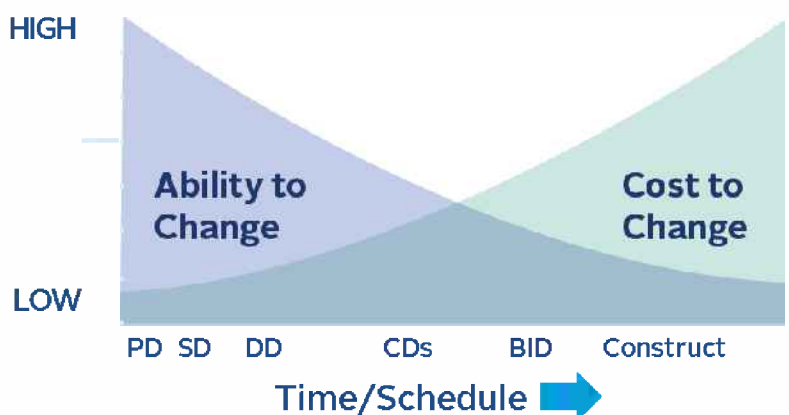 HIGH
Ability to
Change
Cost to
Change
LOW
PD SD DD CDs BID Construct
Time/Schedule